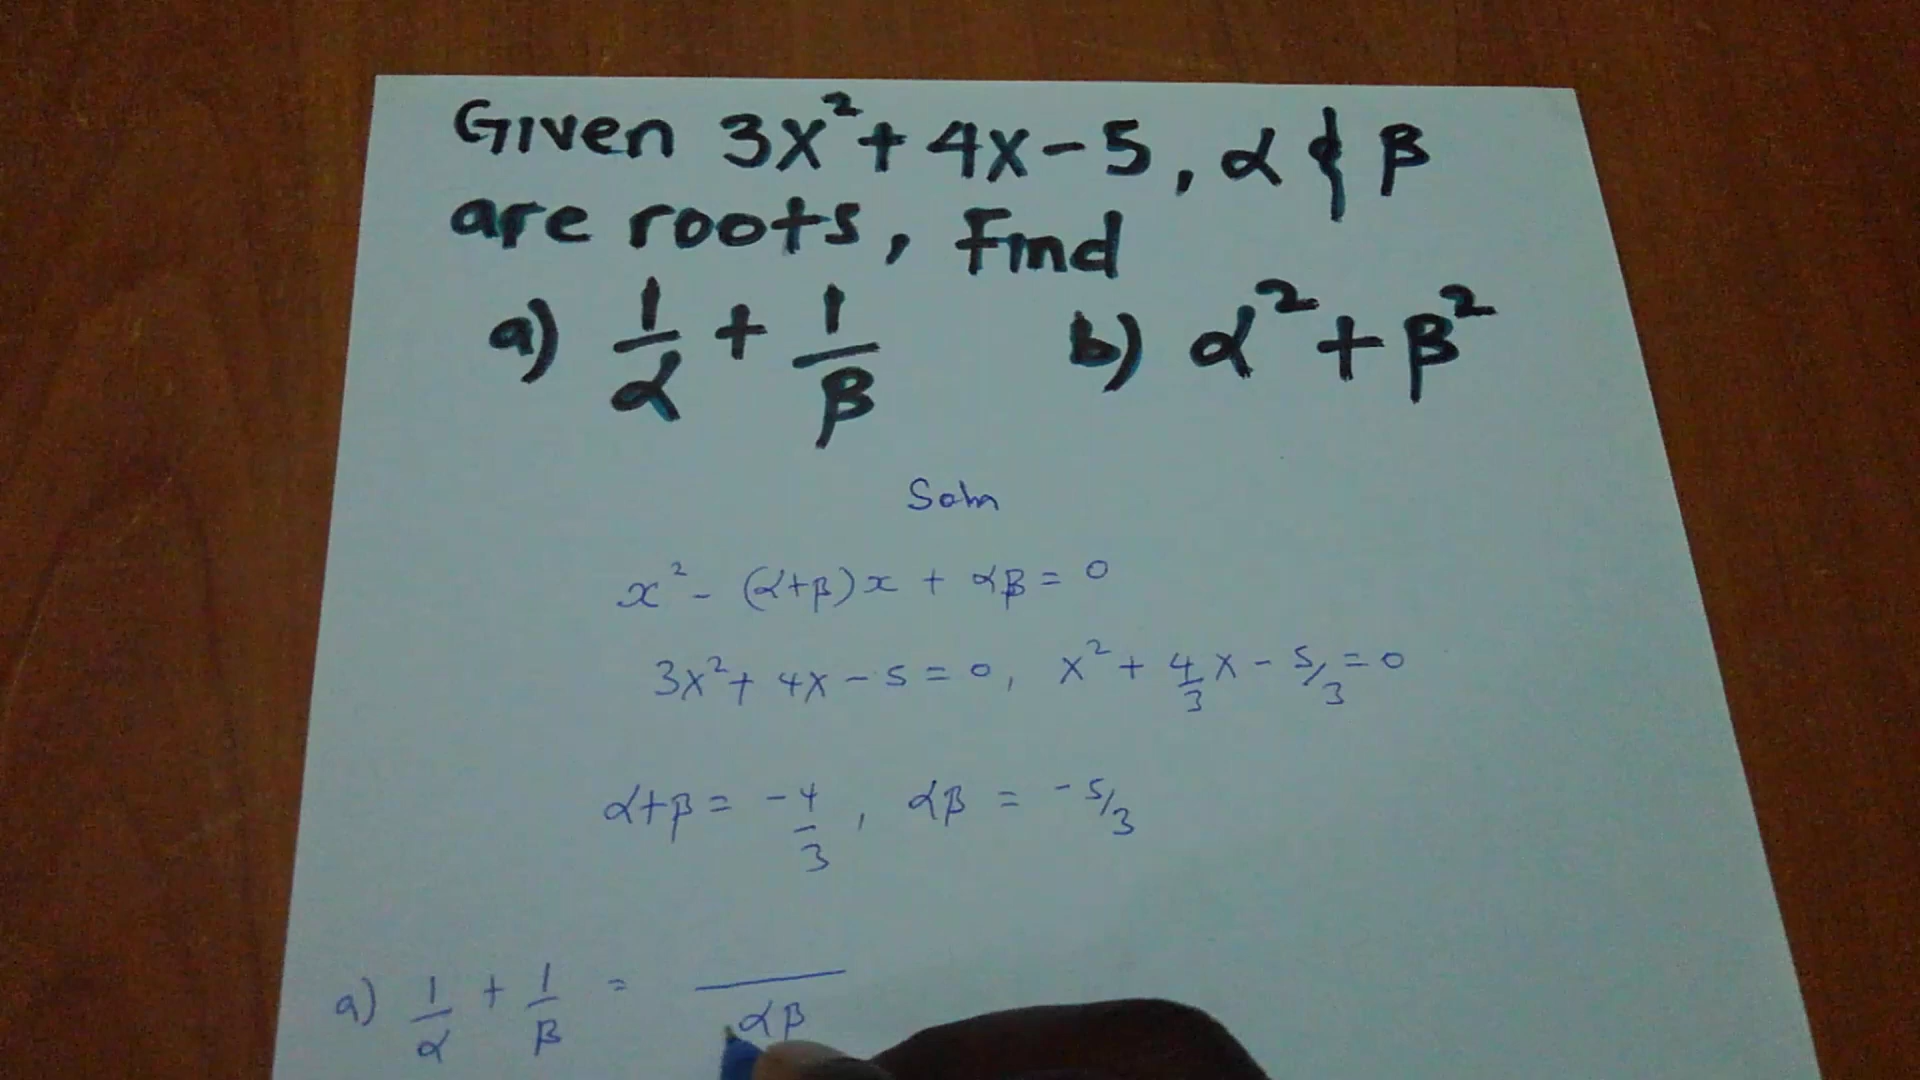 Given 3x² + 4x - 5, α & β
are roots, Find
a) 1/α + 1/β b) α² + β²
Soln
x² - (α+β)x + αβ = 0
3x² + 4x - 5 = 0, x² + 4/3 x - 5/3 = 0
α+β = -4/3, αβ = -5/3
a) 1/α + 1/β = /αβ